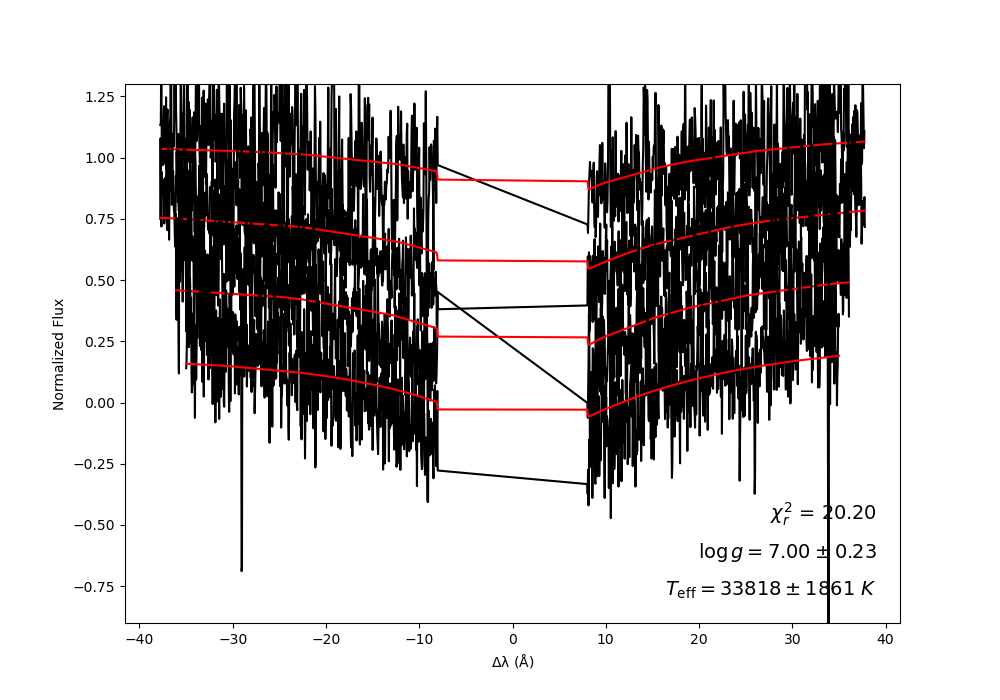 1.25
1.00
0.75
0.50
0.25
0.00
−0.25
−0.50
−0.75
Normalized Flux
χ²ᵣ = 20.20
log g = 7.00 ± 0.23
T_eff = 33818 ± 1861 K
−40 −30 −20 −10 0 10 20 30 40
Δλ (Å)